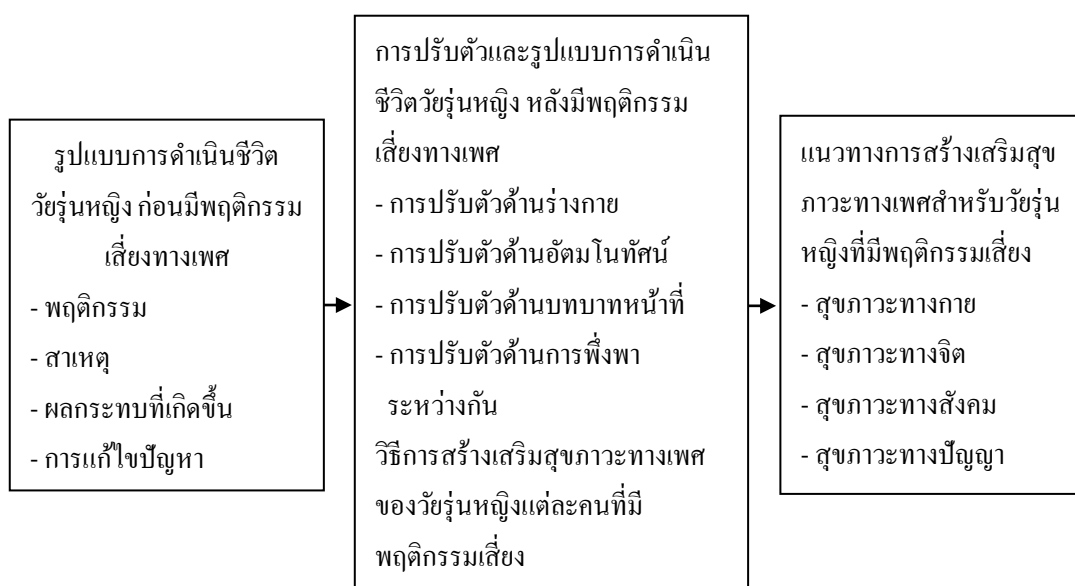 รูปแบบการดำเนินชีวิต
วัยรุ่นหญิง ก่อนมีพฤติกรรม
เสี่ยงทางเพศ
- พฤติกรรม
- สาเหตุ
- ผลกระทบที่เกิดขึ้น
- การแก้ไขปัญหา
การปรับตัวและรูปแบบการดำเนิน
ชีวิตวัยรุ่นหญิง หลังมีพฤติกรรม
เสี่ยงทางเพศ
- การปรับตัวด้านร่างกาย
- การปรับตัวด้านอัตมโนทัศน์
- การปรับตัวด้านบทบาทหน้าที่
- การปรับตัวด้านการพึ่งพา
ระหว่างกัน
วิธีการสร้างเสริมสุขภาวะทางเพศ
ของวัยรุ่นหญิงแต่ละคนที่มี
พฤติกรรมเสี่ยง
แนวทางการสร้างเสริมสุข
ภาวะทางเพศสำหรับวัยรุ่น
หญิงที่มีพฤติกรรมเสี่ยง
- สุขภาวะทางกาย
- สุขภาวะทางจิต
- สุขภาวะทางสังคม
- สุขภาวะทางปัญญา